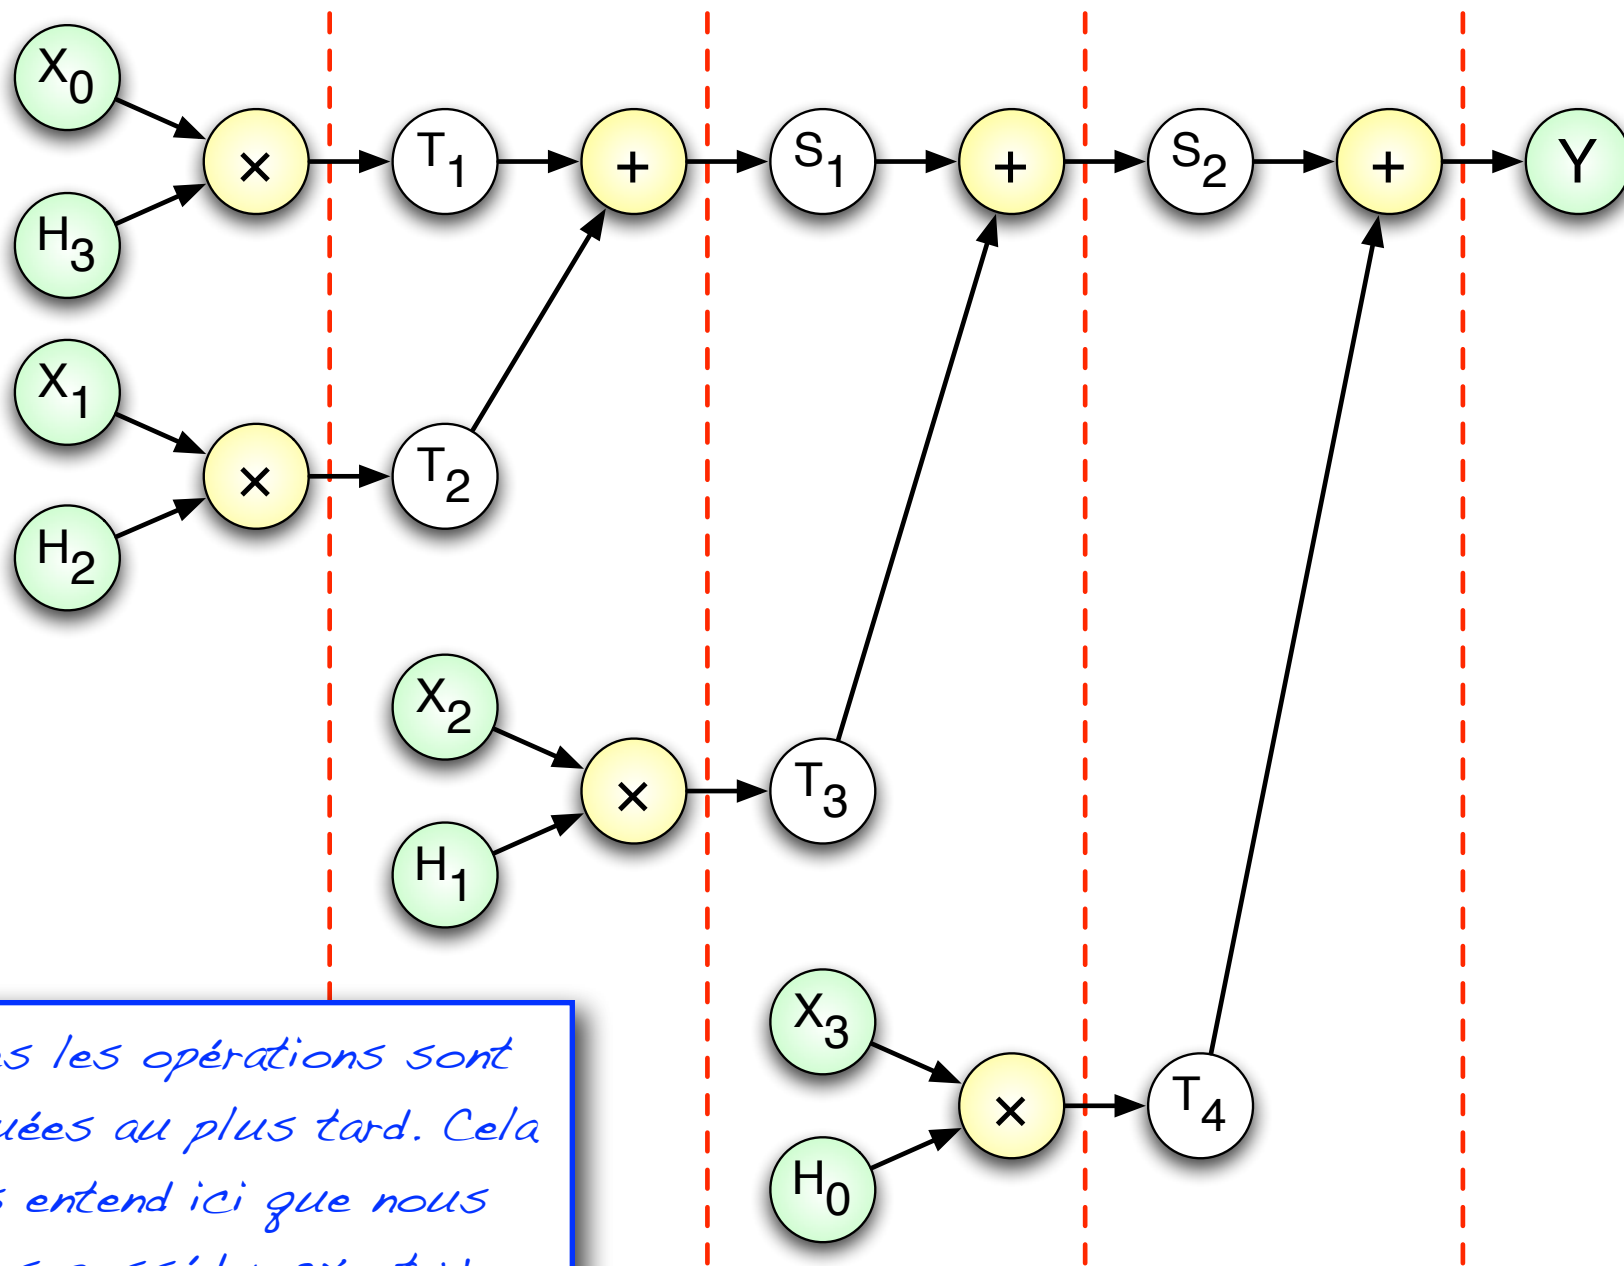 X0
H3
×
T1
+
S1
+
S2
+
Y
X1
H2
×
T2
X2
H1
×
T3
X3
H0
×
T4
les opérations sont
au plus tard. Cela
entend ici que nous